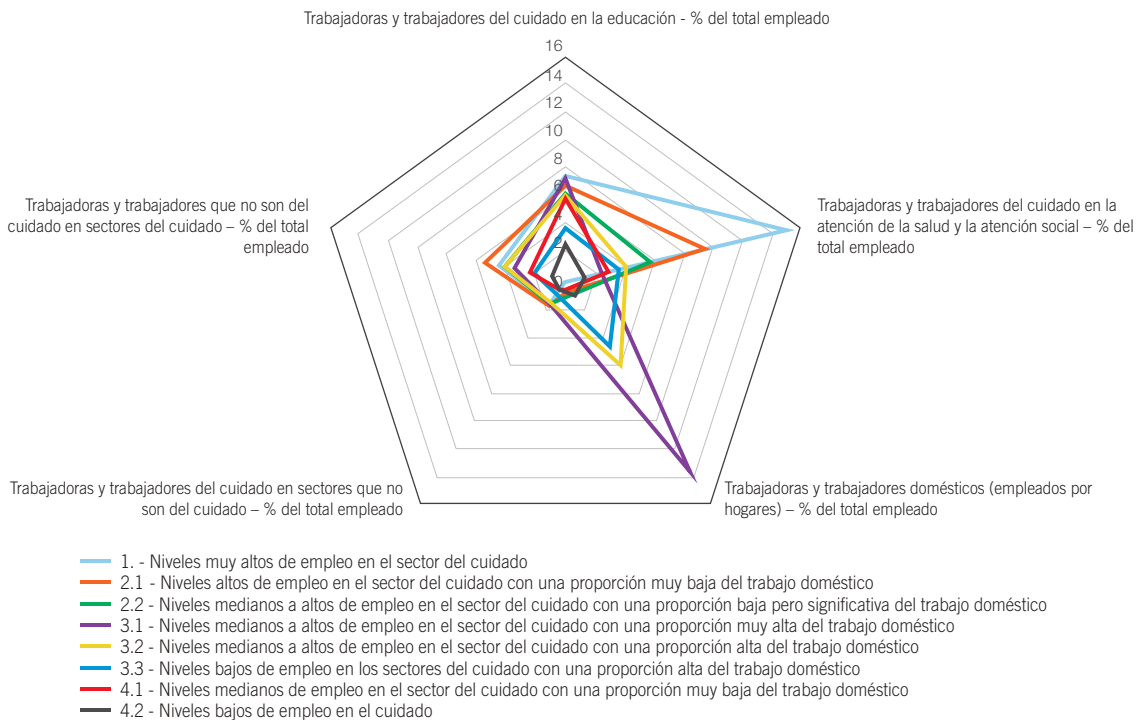 Trabajadoras y trabajadores del cuidado en la educación - % del total empleado
16
14
12
10
8
6
4
2
0
Trabajadoras y trabajadores del cuidado en la
atención de la salud y la atención social – % del
total empleado
Trabajadoras y trabajadores que no son del
cuidado en sectores del cuidado – % del total
empleado
Trabajadoras y trabajadores del cuidado en sectores que no
son del cuidado – % del total empleado
Trabajadoras y trabajadores domésticos (empleados por
hogares) – % del total empleado
1. - Niveles muy altos de empleo en el sector del cuidado
2.1 - Niveles altos de empleo en el sector del cuidado con una proporción muy baja del trabajo doméstico
2.2 - Niveles medianos a altos de empleo en el sector del cuidado con una proporción baja pero significativa del trabajo doméstico
3.1 - Niveles medianos a altos de empleo en el sector del cuidado con una proporción muy alta del trabajo doméstico
3.2 - Niveles medianos a altos de empleo en el sector del cuidado con una proporción alta del trabajo doméstico
3.3 - Niveles bajos de empleo en los sectores del cuidado con una proporción alta del trabajo doméstico
4.1 - Niveles medianos de empleo en el sector del cuidado con una proporción muy baja del trabajo doméstico
4.2 - Niveles bajos de empleo en el cuidado